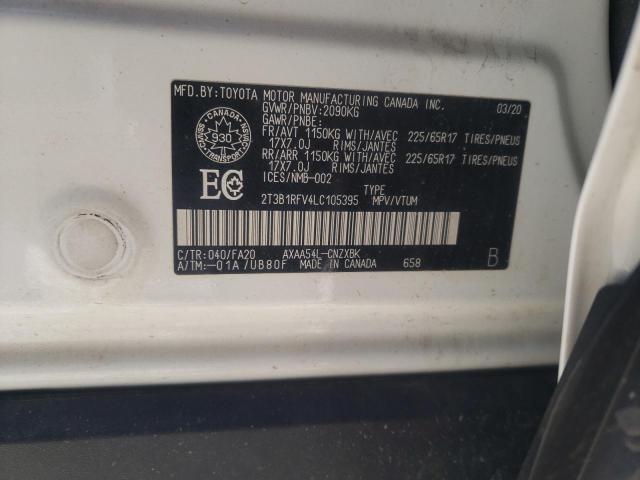 MFD.BY:TOYOTA MOTOR MANUFACTURING CANADA INC. 03/20
GVWR/PNBV:2090KG
GAWR/PNBE:
FR/AVT 1150KG WITH/AVEC 225/65R17 TIRES/PNEUS
17X7.0J RIMS/JANTES
RR/ARR 1150KG WITH/AVEC 225/65R17 TIRES/PNEUS
17X7.0J RIMS/JANTES
ICES/NMB-002
TYPE
2T3B1RFV4LC105395 MPV/VTUM
CANADA
930
TRANSPORT
EC
C/TR:040/FA20 AXAA54L-CNZXBK
A/TM:-01A/UB80F MADE IN CANADA 658
B